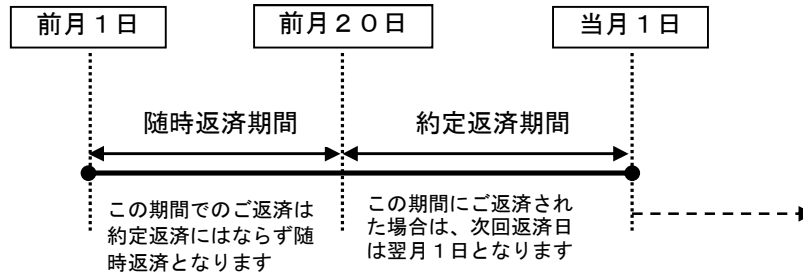 前月１日
前月２０日
当月１日
随時返済期間
約定返済期間
この期間でのご返済は
約定返済にはならず随
時返済となります
この期間にご返済され
た場合は、次回返済日
は翌月１日となります